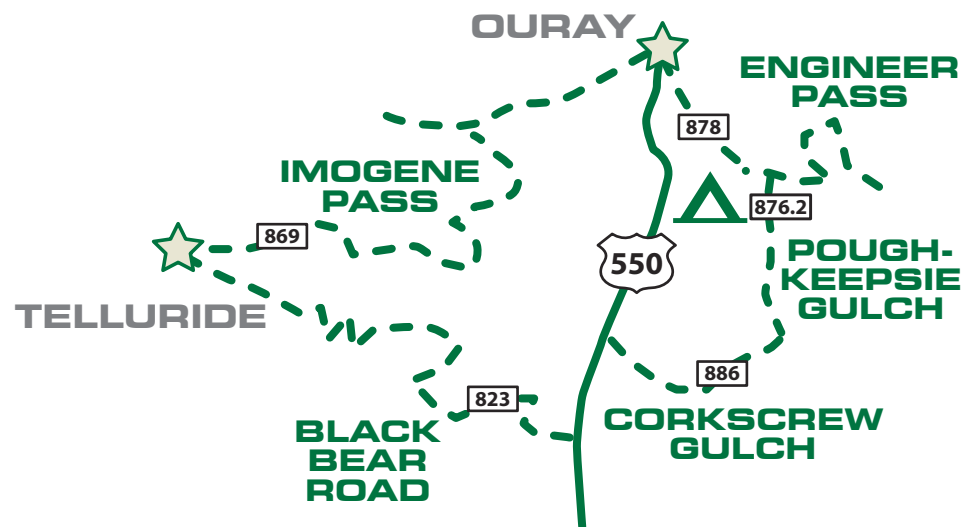 OURAY
ENGINEER
PASS
878
IMOGENE
PASS
876.2
869
550
POUGH-
KEEPSIE
GULCH
TELLURIDE
886
823
CORKSCREW
GULCH
BLACK
BEAR
ROAD